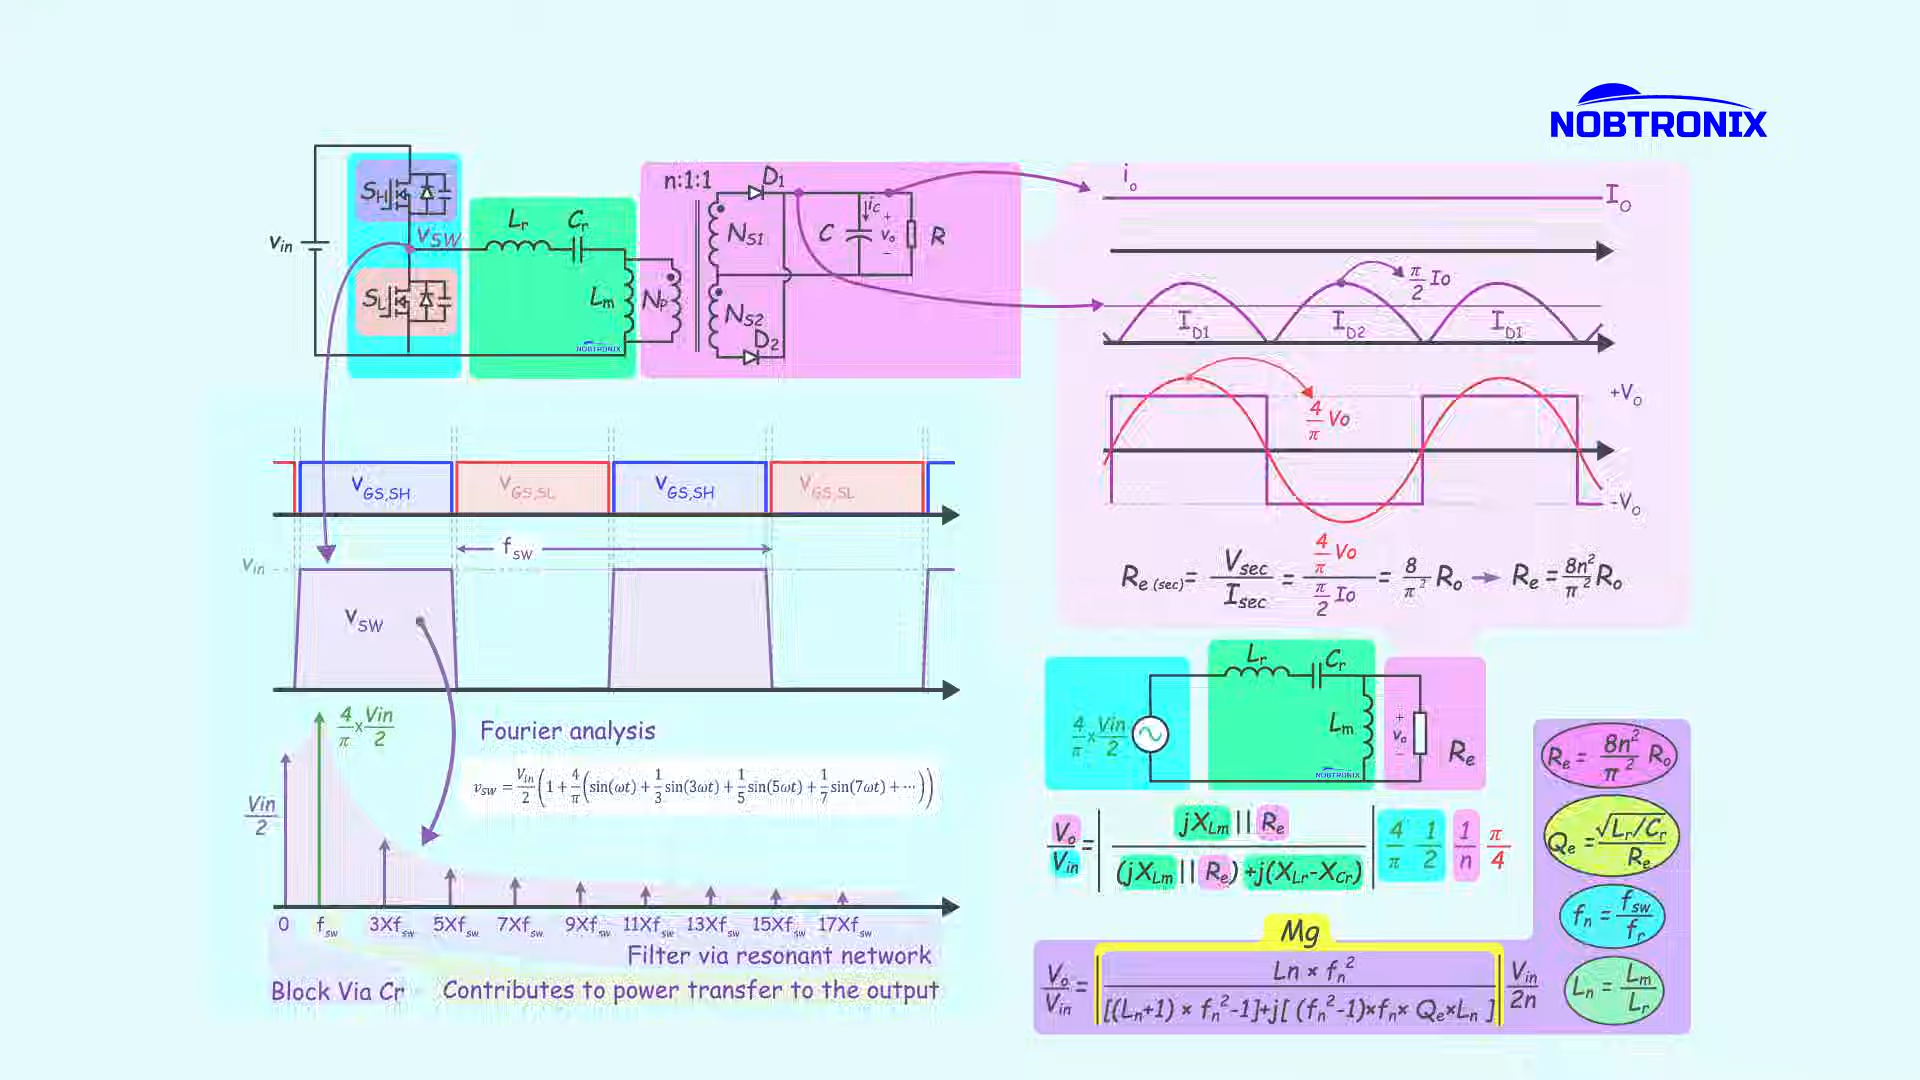 NOBTRONIX
n:1:1
D1
SH
Vin
VSW
Lr
Cr
NS1
C
iC
+
Vo
-
R
SL
Lm
NP
NS2
D2
NOBTRONIX
io
IO
π/2 Io
ID1
ID2
ID1
+VO
4/π Vo
-VO
Re (sec)= Vsec/Isec = (4/π Vo)/(π/2 Io) = 8/π² Ro → Re = 8n²/π² Ro
VGS,SH
VGS,SL
VGS,SH
VGS,SL
fSW
Vin
VSW
4/π x Vin/2
Fourier analysis
vSW = Vin/2 (1 + 4/π (sin(ωt) + 1/3 sin(3ωt) + 1/5 sin(5ωt) + 1/7 sin(7ωt) + ⋯))
Vin/2
0 fsw 3Xfsw 5Xfsw 7Xfsw 9Xfsw 11Xfsw 13Xfsw 15Xfsw 17Xfsw
Filter via resonant network
Block Via Cr
Contributes to power transfer to the output
Lr
Cr
4/π x Vin/2
Lm
+
Vo
-
Re
NOBTRONIX
Vo/Vin = | (jXLm || Re) / ((jXLm || Re) + j(XLr-XCr)) | 4/π 1/2 1/n π/4
Mg
Vo/Vin = | Ln × fn² / [(Ln+1) × fn²-1]+j[ (fn²-1)×fn× Qe×Ln ] | Vin/2n
Re = 8n²/π² Ro
Qe = √Lr/Cr / Re
fn = fsw/fr
Ln = Lm/Lr